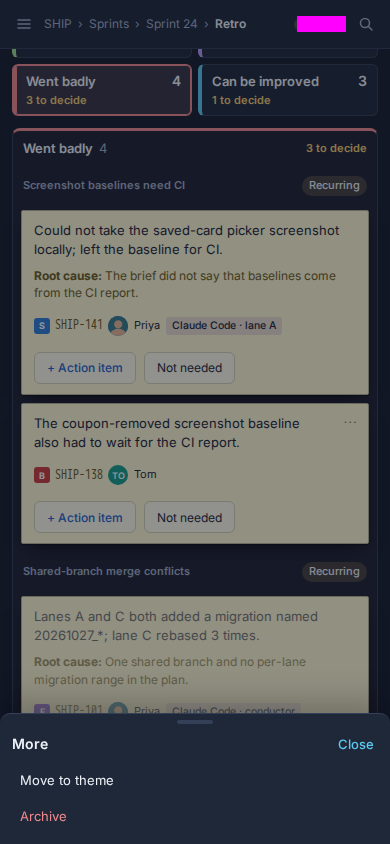 SHIP › Sprints › Sprint 24 › Retro
Went badly 4
3 to decide
Can be improved 3
1 to decide
Went badly 4 3 to decide
Screenshot baselines need CI Recurring
Could not take the saved-card picker screenshot
locally; left the baseline for CI.
Root cause: The brief did not say that baselines come
from the CI report.
S SHIP-141 Priya Claude Code · lane A
+ Action item Not needed
The coupon-removed screenshot baseline ...
also had to wait for the CI report.
B SHIP-138 TO Tom
+ Action item Not needed
Shared-branch merge conflicts Recurring
Lanes A and C both added a migration named
20261027_*; lane C rebased 3 times.
Root cause: One shared branch and no per-lane
migration range in the plan.
S SHIP-101 Priya Claude Code · conductor
More Close
Move to theme
Archive